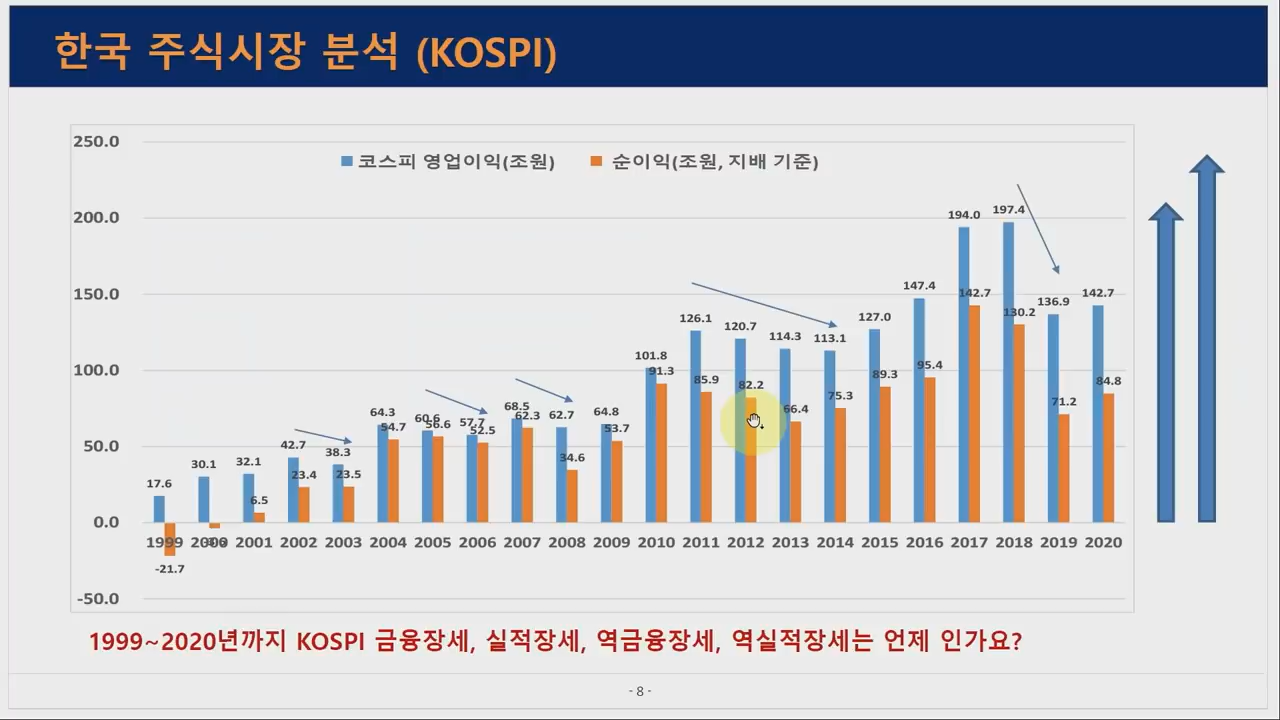 한국 주식시장 분석 (KOSPI)
250.0
코스피 영업이익(조원) 순이익(조원, 지배 기준)
200.0
150.0
100.0
50.0
0.0
-50.0
17.6 30.1 32.1 42.7 38.3 64.3 60.6 57.7 68.5 62.7 64.8 101.8 126.1 120.7 114.3 113.1 127.0 147.4 194.0 197.4 136.9 142.7
-21.7 6.5 23.4 23.5 54.7 56.6 52.5 62.3 34.6 53.7 91.3 85.9 82.2 66.4 75.3 89.3 95.4 142.7 130.2 71.2 84.8
1999 2000 2001 2002 2003 2004 2005 2006 2007 2008 2009 2010 2011 2012 2013 2014 2015 2016 2017 2018 2019 2020
1999~2020년까지 KOSPI 금융장세, 실적장세, 역금융장세, 역실적장세는 언제 인가요?
- 8 -